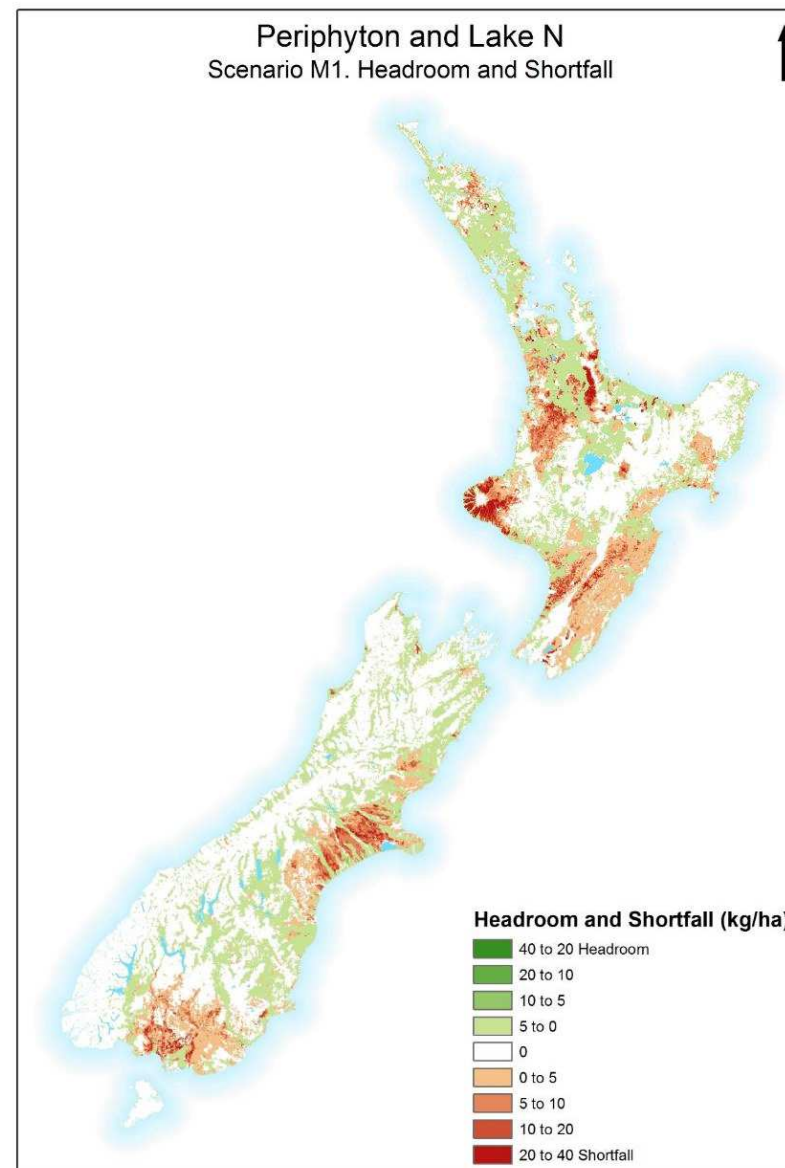 Periphyton and Lake N
Scenario M1. Headroom and Shortfall
Headroom and Shortfall (kg/ha)
40 to 20 Headroom
20 to 10
10 to 5
5 to 0
0
0 to 5
5 to 10
10 to 20
20 to 40 Shortfall